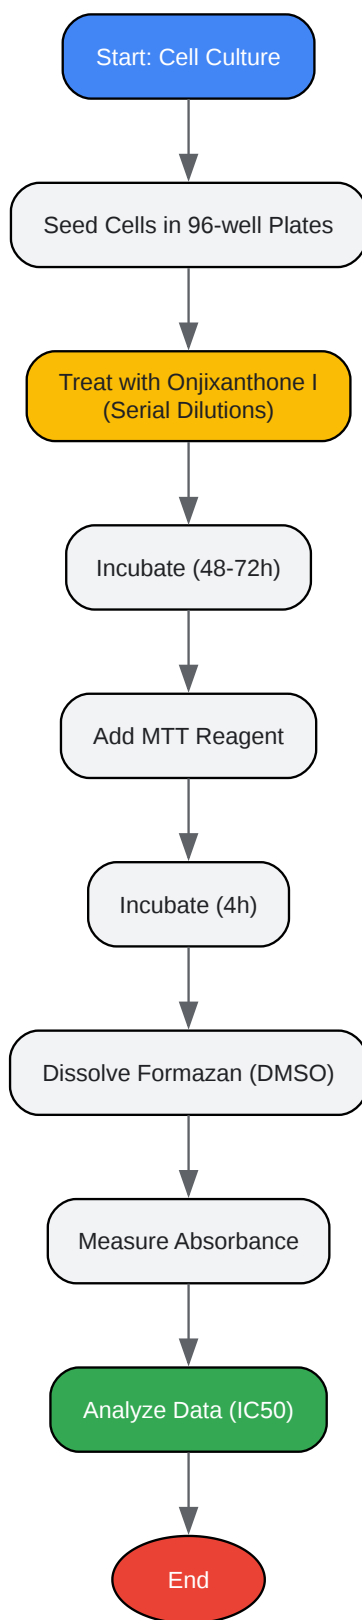 Start: Cell Culture
Seed Cells in 96-well Plates
Treat with Onjixanthone I
(Serial Dilutions)
Incubate (48-72h)
Add MTT Reagent
Incubate (4h)
Dissolve Formazan (DMSO)
Measure Absorbance
Analyze Data (IC50)
End